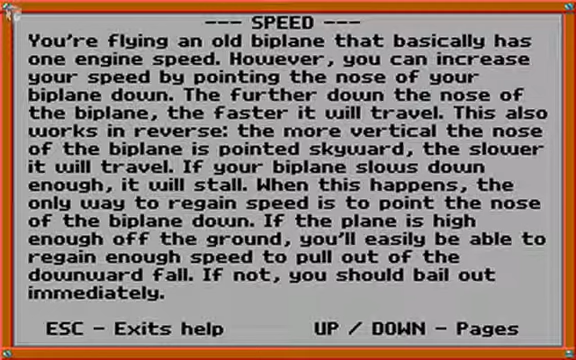 --- SPEED ---
You're flying an old biplane that basically has
one engine speed. However, you can increase
your speed by pointing the nose of your
biplane down. The further down the nose of
the biplane, the faster it will travel. This also
works in reverse: the more vertical the nose
of the biplane is pointed skyward, the slower
it will travel. If your biplane slows down
enough, it will stall. When this happens, the
only way to regain speed is to point the nose
of the biplane down. If the plane is high
enough off the ground, you'll easily be able to
regain enough speed to pull out of the
downward fall. If not, you should bail out
immediately.
ESC - Exits help UP / DOWN - Pages